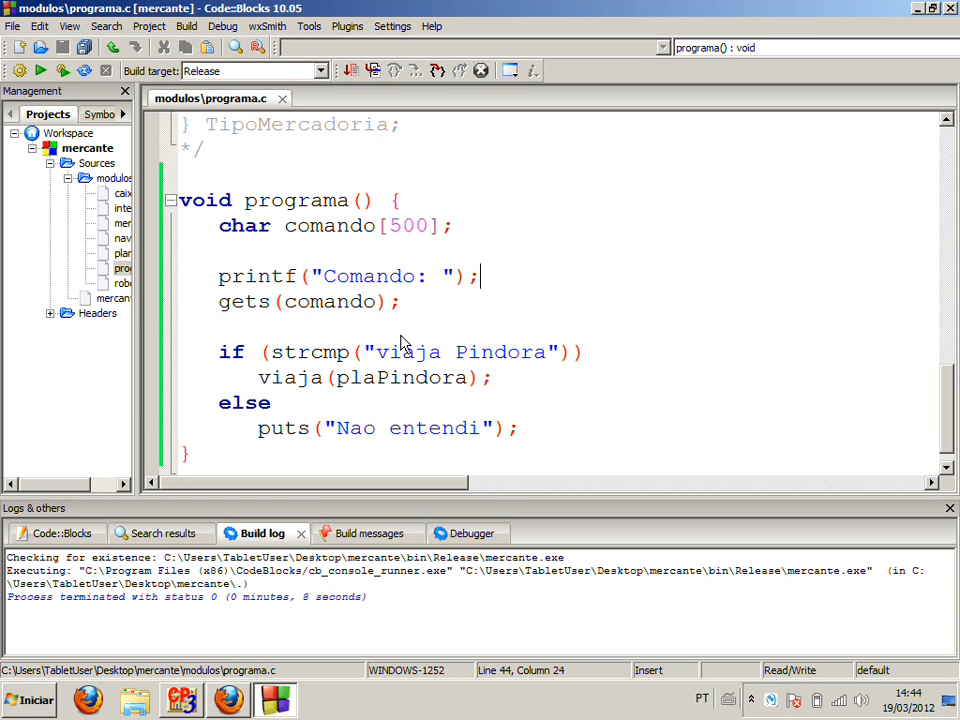 modulos\programa.c [mercante] - Code::Blocks 10.05
File Edit View Search Project Build Debug wxSmith Tools Plugins Settings Help
programa() : void
Build target: Release
Management
modulos\programa.c
Projects Symbo
Workspace
mercante
Sources
modulos
caix
inte
mer
nav
plar
pro
rob
mercant
Headers
} TipoMercadoria;
*/
void programa() {
char comando[500];
printf("Comando: ");
gets(comando);
if (strcmp("viaja Pindora"))
viaja(plaPindora);
else
puts("Nao entendi");
}
Logs & others
Code::Blocks Search results Build log Build messages Debugger
Checking for existence: C:\Users\TabletUser\Desktop\mercante\bin\Release\mercante.exe
Executing: "C:\Program Files (x86)\CodeBlocks/cb_console_runner.exe" "C:\Users\TabletUser\Desktop\mercante\bin\Release\mercante.exe" (in C:
\Users\TabletUser\Desktop\mercante\.)
Process terminated with status 0 (0 minutes, 8 seconds)
C:\Users\TabletUser\Desktop\mercante\modulos\programa.c WINDOWS-1252 Line 44, Column 24 Insert Read/Write default
Iniciar PT 14:44
19/03/2012